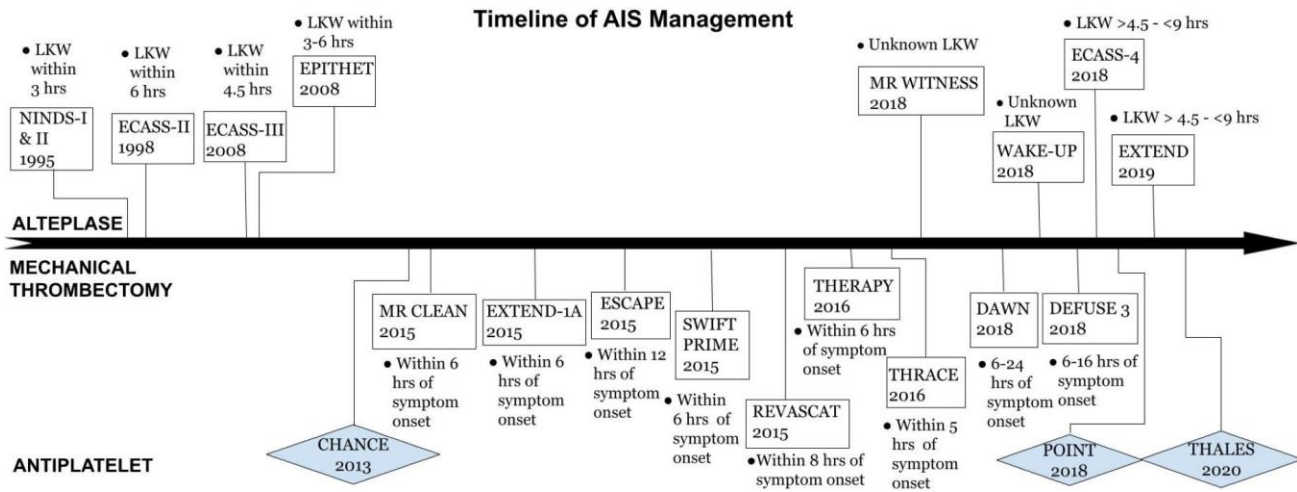 Timeline of AIS Management
● LKW
within
3 hrs
NINDS-I
& II
1995
● LKW
within
6 hrs
ECASS-II
1998
● LKW
within
4.5 hrs
ECASS-III
2008
● LKW within
3-6 hrs
EPITHET
2008
● Unknown LKW
MR WITNESS
2018
● Unknown
LKW
WAKE-UP
2018
● LKW >4.5 - <9 hrs
ECASS-4
2018
● LKW > 4.5 - <9 hrs
EXTEND
2019
ALTEPLASE
MECHANICAL
THROMBECTOMY
MR CLEAN
2015
● Within 6
hrs of
symptom
onset
EXTEND-1A
2015
● Within 6
hrs of
symptom
onset
ESCAPE
2015
● Within 12
hrs of
symptom
onset
SWIFT
PRIME
2015
● Within
6 hrs of
symptom
onset
REVASCAT
2015
● Within 8 hrs of
symptom onset
THERAPY
2016
● Within 6 hrs
of symptom
onset
THRACE
2016
● Within 5
hrs of
symptom
onset
DAWN
2018
● 6-24
hrs of
symptom
onset
DEFUSE 3
2018
● 6-16 hrs of
symptom
onset
ANTIPLATELET
CHANCE
2013
POINT
2018
THALES
2020